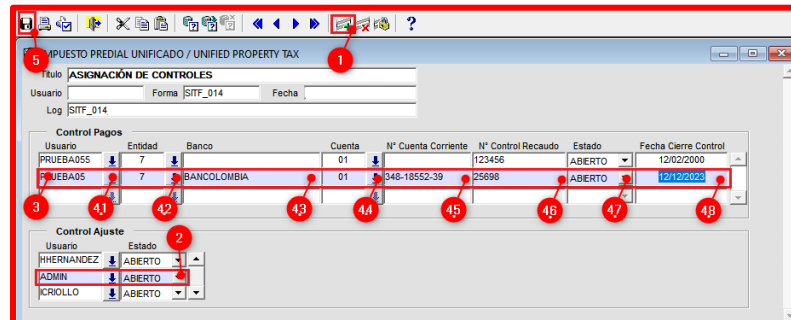 5
1
IMPUESTO PREDIAL UNIFICADO / UNIFIED PROPERTY TAX
Título ASIGNACIÓN DE CONTROLES
Usuario Forma SITF_014 Fecha
Log SITF_014
Control Pagos
Usuario Entidad Banco Cuenta N° Cuenta Corriente N° Control Recaudo Estado Fecha Cierre Control
PRUEBA055 7 01 123456 ABIERTO 12/02/2000
PRUEBA05 7 BANCOLOMBIA 01 348-18552-39 25698 ABIERTO 12/12/2023
3 4,1 4,2 4,3 4,4 4,5 4,6 4,7 4,8
Control Ajuste
2
Usuario Estado
HHERNANDEZ ABIERTO
ADMIN ABIERTO
ICRIOLLO ABIERTO